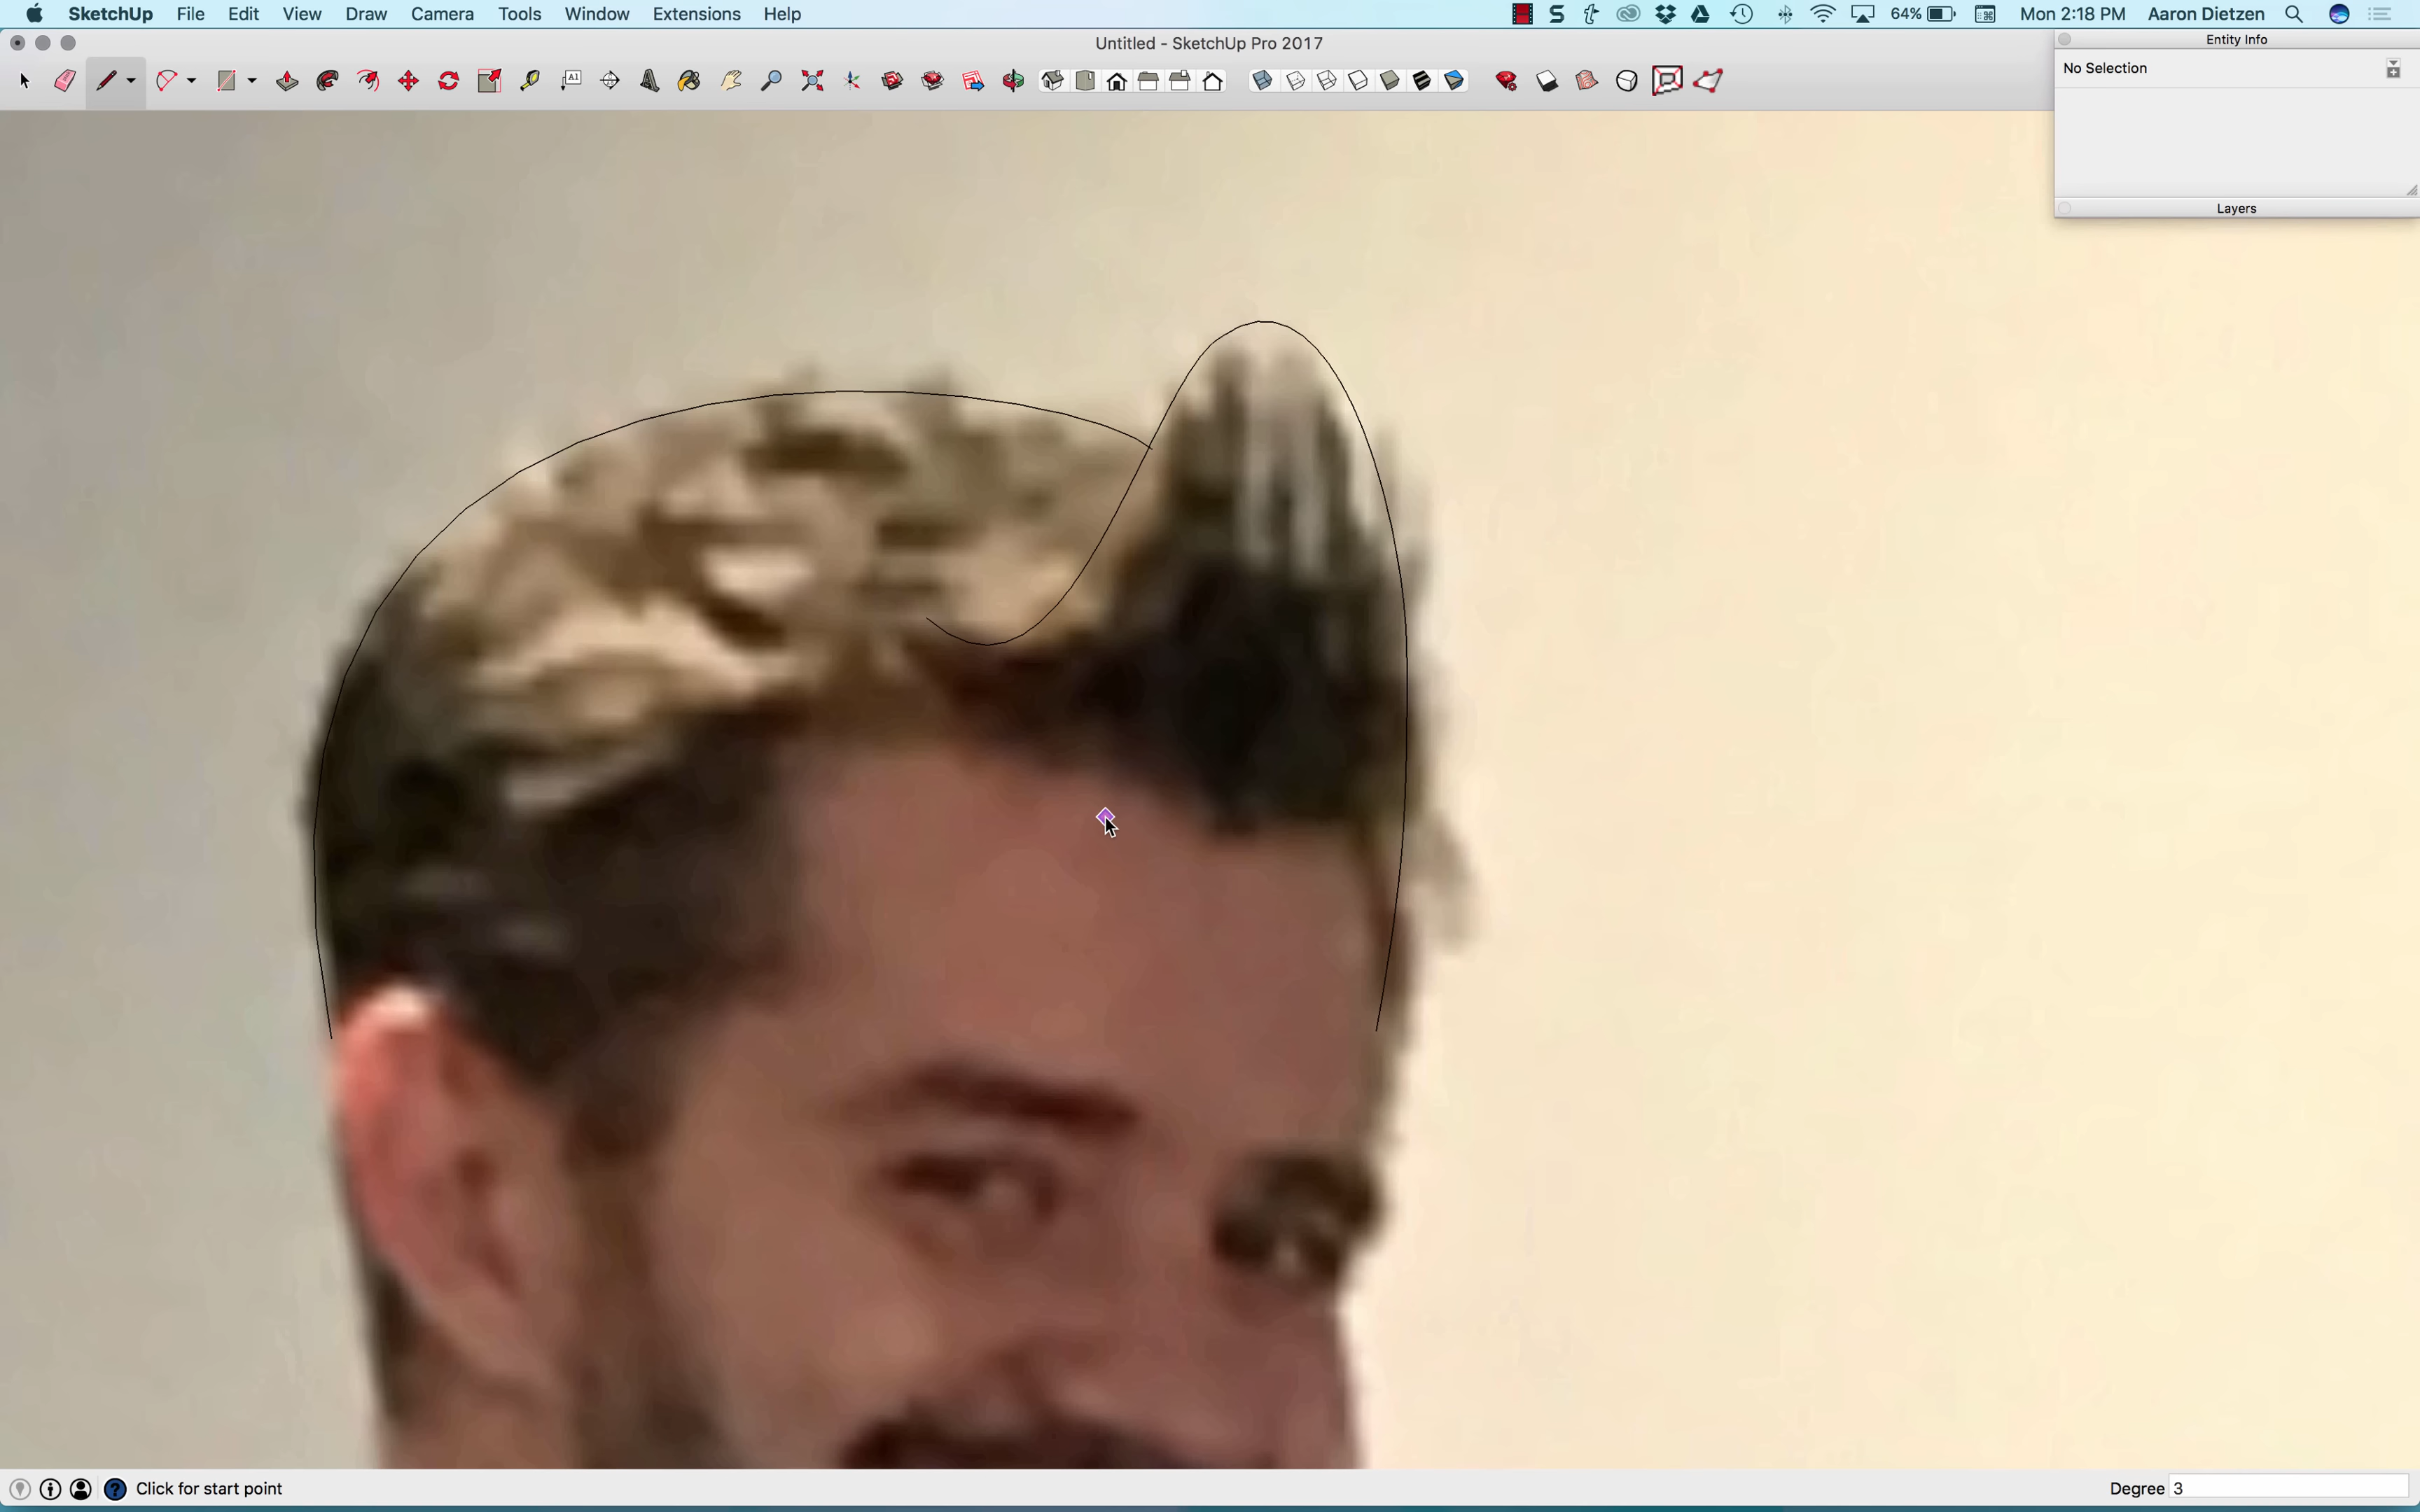 SketchUp File Edit View Draw Camera Tools Window Extensions Help 64% Mon 2:18 PM Aaron Dietzen
Untitled - SketchUp Pro 2017
Entity Info
No Selection
A1
Layers
Click for start point
Degree 3